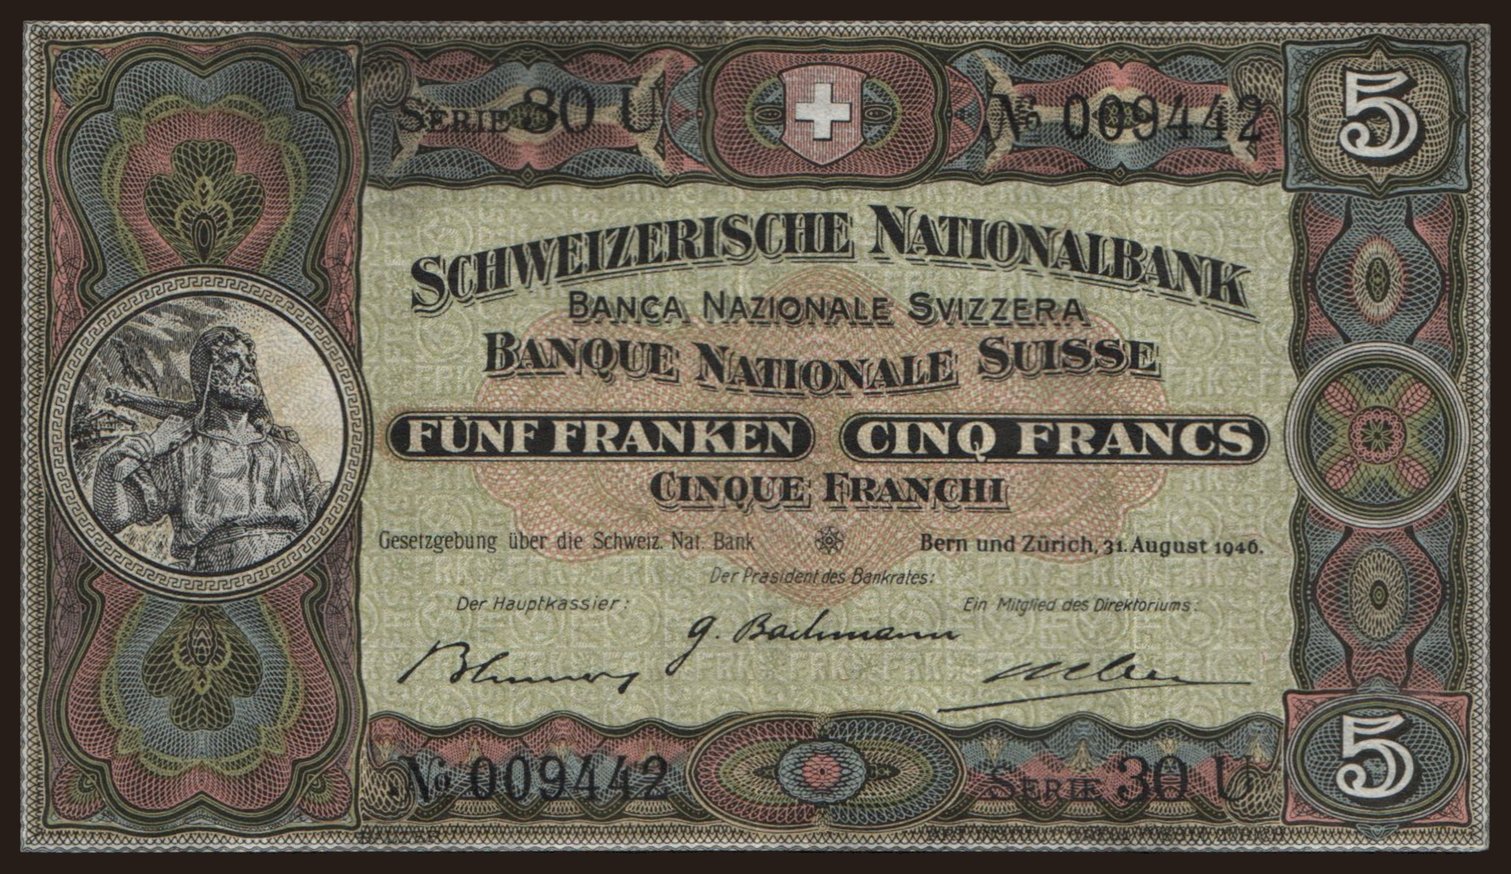 SERIE 30 U
№ 009442
5
SCHWEIZERISCHE NATIONALBANK
BANCA NAZIONALE SVIZZERA
BANQUE NATIONALE SUISSE
FÜNF FRANKEN CINQ FRANCS
CINQUE FRANCHI
Gesetzgebung über die Schweiz. Nat. Bank
Bern und Zürich, 31. August 1946.
Der Präsident des Bankrates:
Der Hauptkassier:
Ein Mitglied des Direktoriums:
G. Bachmann
5
№ 009442
SERIE 30 U